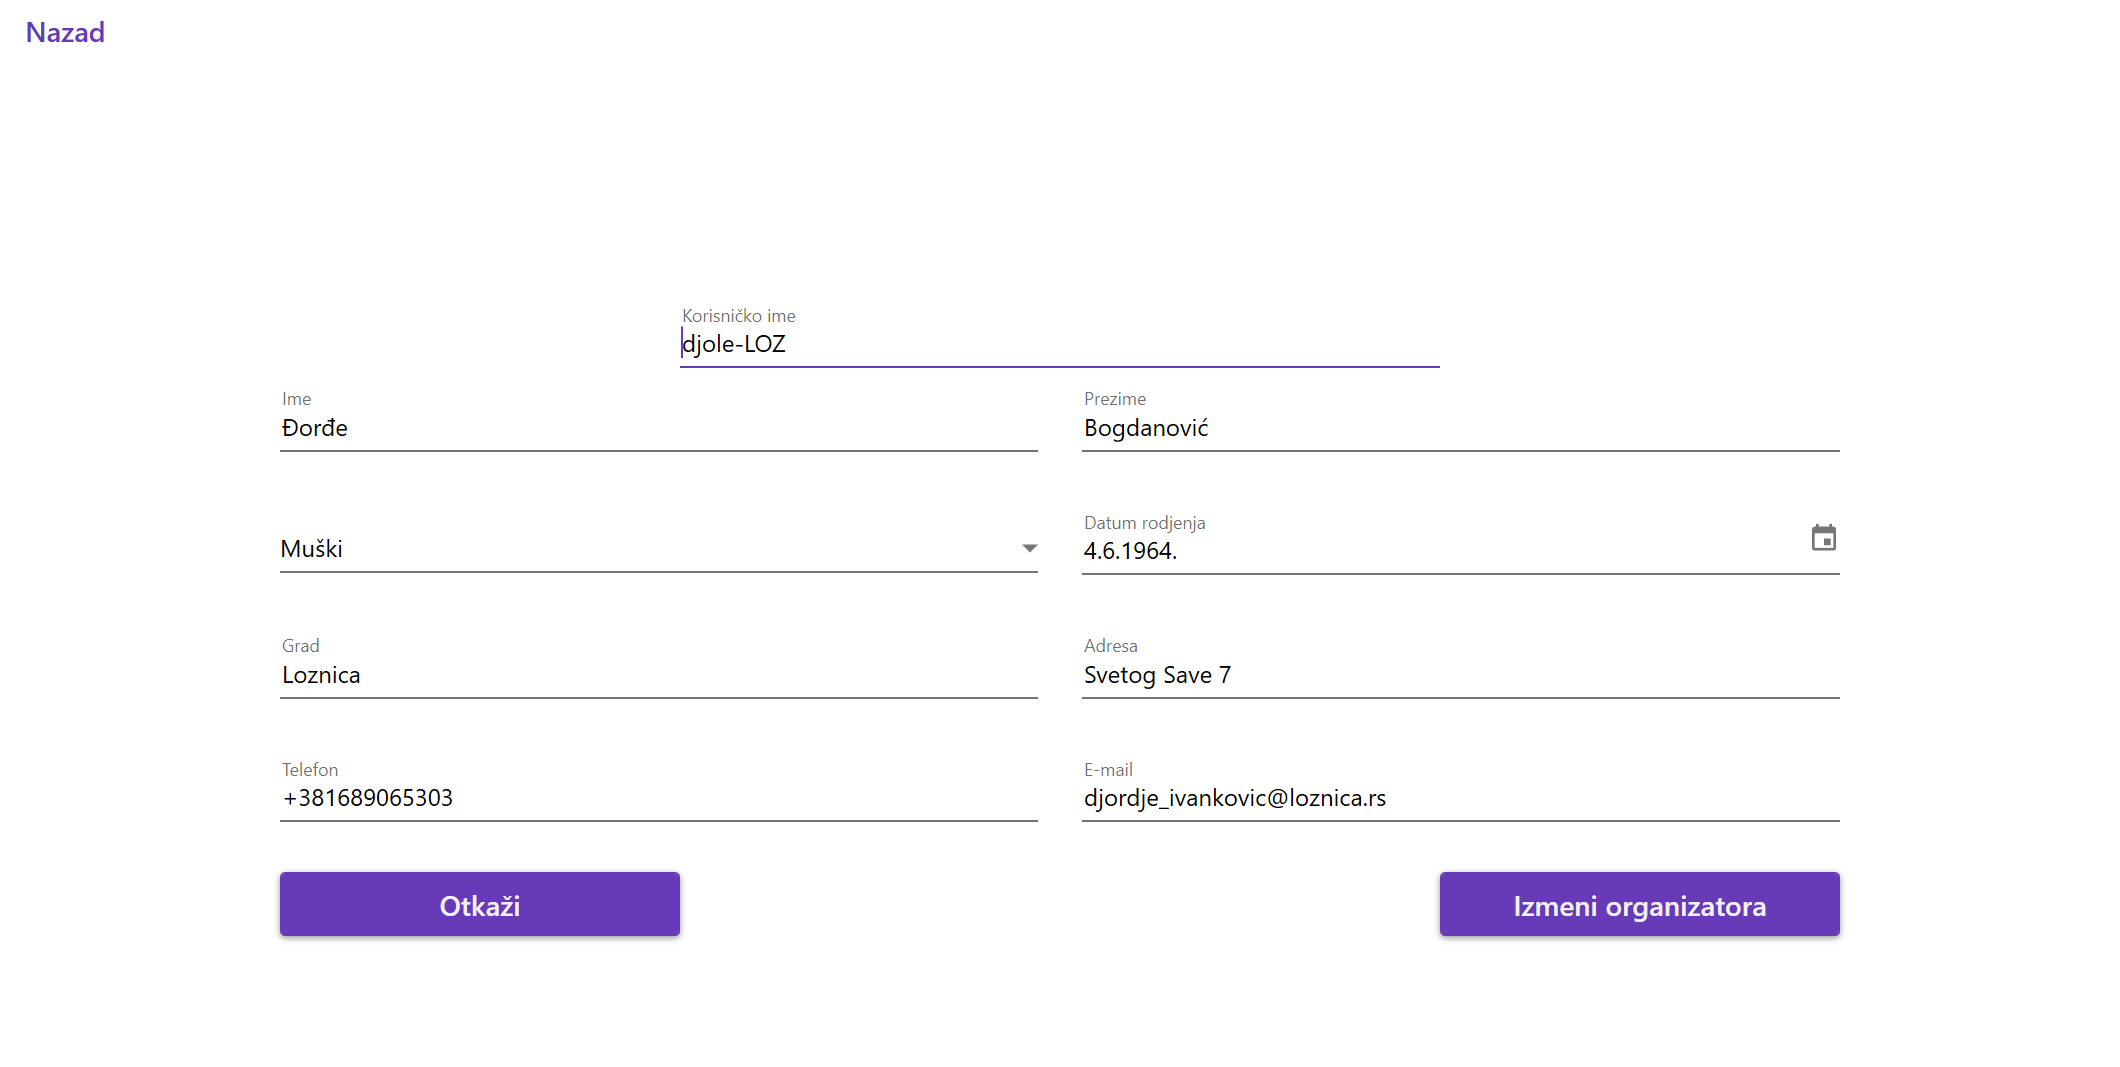 Nazad
Korisničko ime
djole-LOZ
Ime
Đorđe
Prezime
Bogdanović
Muški
Datum rodjenja
4.6.1964.
Grad
Loznica
Adresa
Svetog Save 7
Telefon
+381689065303
E-mail
djordje_ivankovic@loznica.rs
Otkaži
Izmeni organizatora